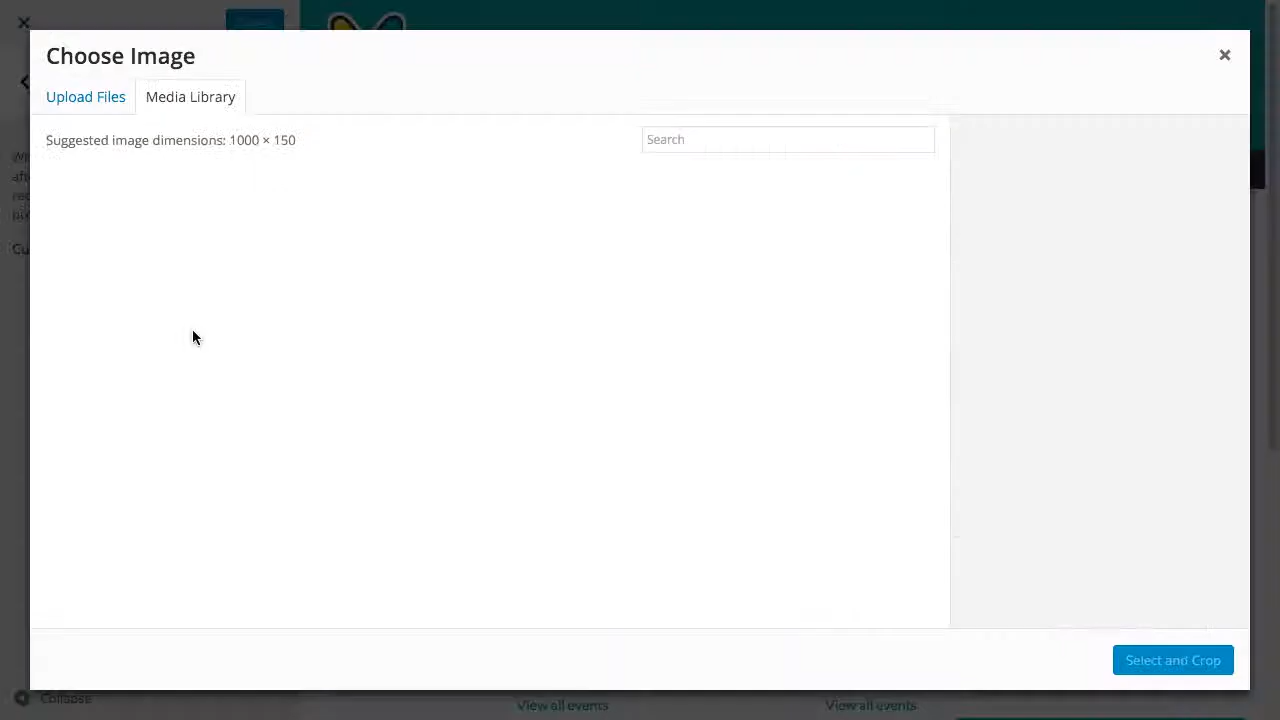 Choose Image
Upload Files
Media Library
Suggested image dimensions: 1000 × 150
Search
Select and Crop
Collapse
View all events
View all events